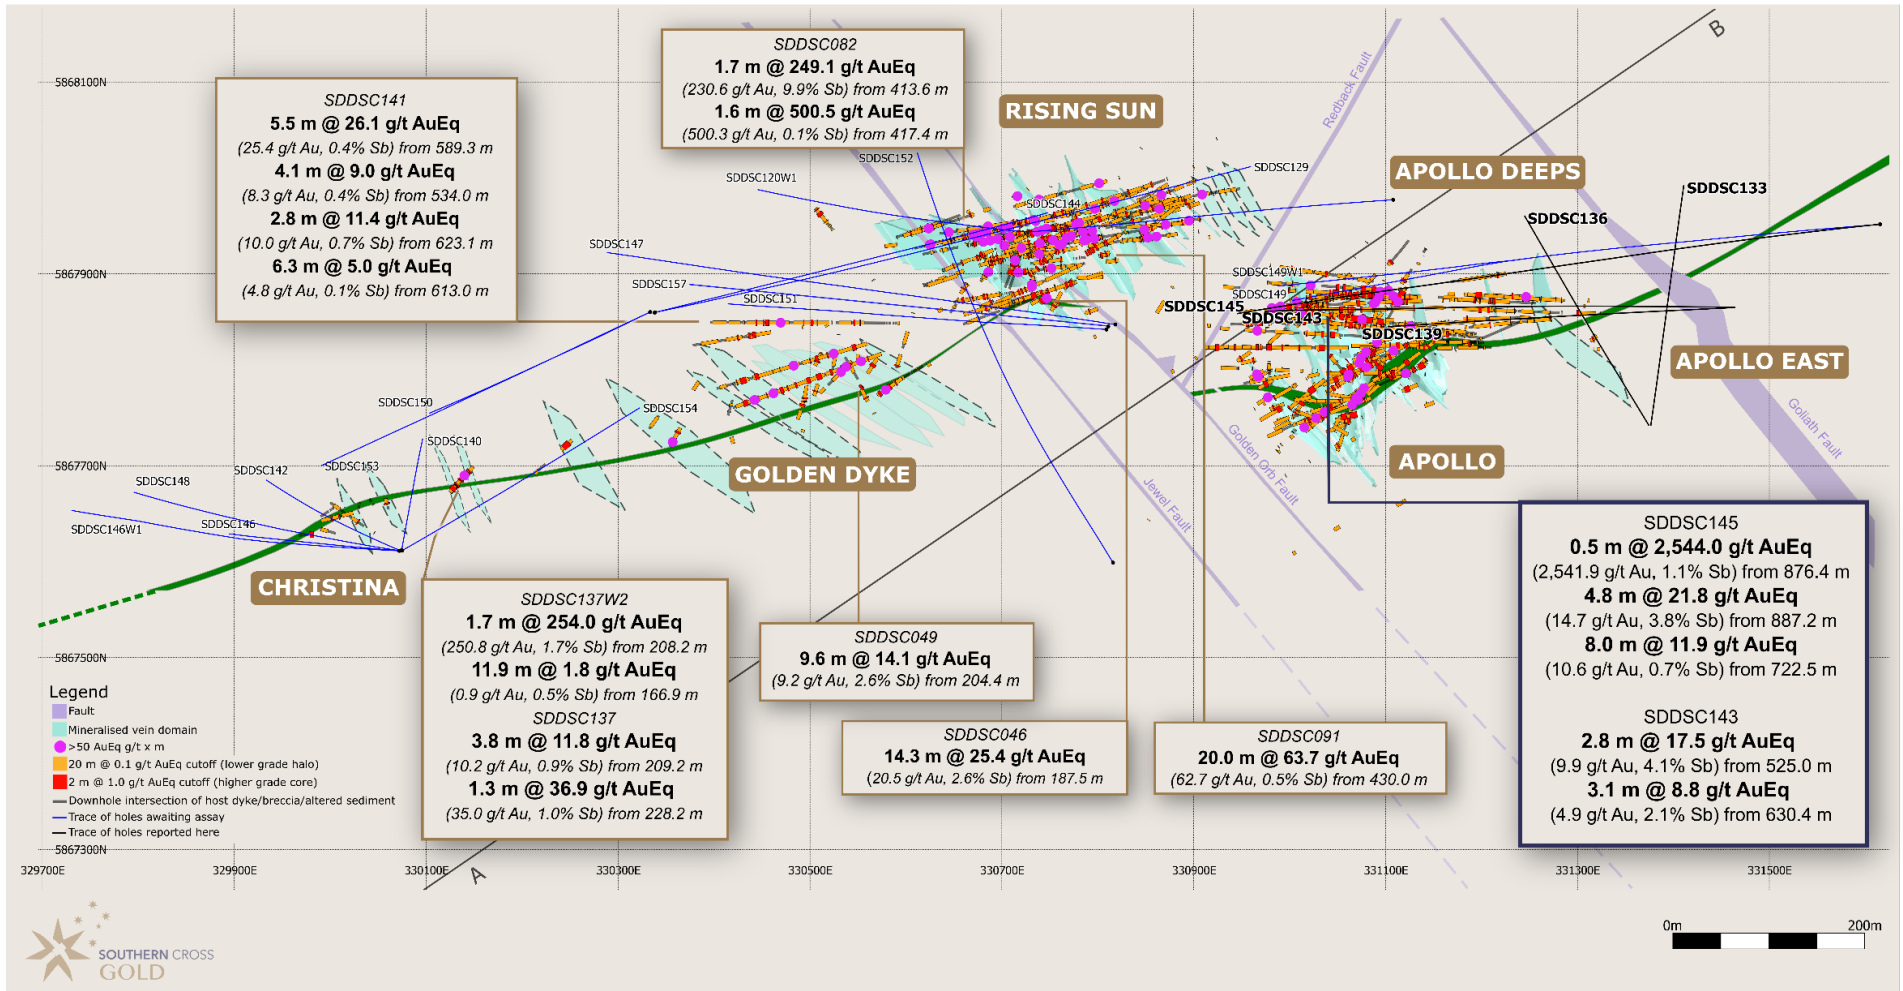 SDDSC082
1.7 m @ 249.1 g/t AuEq
(230.6 g/t Au, 9.9% Sb) from 413.6 m
1.6 m @ 500.5 g/t AuEq
(500.3 g/t Au, 0.1% Sb) from 417.4 m
B
5868100N
SDDSC141
5.5 m @ 26.1 g/t AuEq
(25.4 g/t Au, 0.4% Sb) from 589.3 m
4.1 m @ 9.0 g/t AuEq
(8.3 g/t Au, 0.4% Sb) from 534.0 m
2.8 m @ 11.4 g/t AuEq
(10.0 g/t Au, 0.7% Sb) from 623.1 m
6.3 m @ 5.0 g/t AuEq
(4.8 g/t Au, 0.1% Sb) from 613.0 m
RISING SUN
Redback Fault
SDDSC152
SDDSC120W1
SDDSC129
APOLLO DEEPS
SDDSC133
SDDSC144
SDDSC136
SDDSC147
5867900N
SDDSC157
SDDSC151
SDDSC149W1
SDDSC149
SDDSC145
SDDSC143
SDDSC139
APOLLO EAST
SDDSC150
SDDSC154
Goliath Fault
Golden Orb Fault
SDDSC140
5867700N
SDDSC153
SDDSC142
SDDSC148
GOLDEN DYKE
APOLLO
Jewel Fault
SDDSC146W1
SDDSC146
CHRISTINA
SDDSC137W2
1.7 m @ 254.0 g/t AuEq
(250.8 g/t Au, 1.7% Sb) from 208.2 m
11.9 m @ 1.8 g/t AuEq
(0.9 g/t Au, 0.5% Sb) from 166.9 m
SDDSC137
3.8 m @ 11.8 g/t AuEq
(10.2 g/t Au, 0.9% Sb) from 209.2 m
1.3 m @ 36.9 g/t AuEq
(35.0 g/t Au, 1.0% Sb) from 228.2 m
SDDSC049
9.6 m @ 14.1 g/t AuEq
(9.2 g/t Au, 2.6% Sb) from 204.4 m
SDDSC046
14.3 m @ 25.4 g/t AuEq
(20.5 g/t Au, 2.6% Sb) from 187.5 m
SDDSC091
20.0 m @ 63.7 g/t AuEq
(62.7 g/t Au, 0.5% Sb) from 430.0 m
SDDSC145
0.5 m @ 2,544.0 g/t AuEq
(2,541.9 g/t Au, 1.1% Sb) from 876.4 m
4.8 m @ 21.8 g/t AuEq
(14.7 g/t Au, 3.8% Sb) from 887.2 m
8.0 m @ 11.9 g/t AuEq
(10.6 g/t Au, 0.7% Sb) from 722.5 m
SDDSC143
2.8 m @ 17.5 g/t AuEq
(9.9 g/t Au, 4.1% Sb) from 525.0 m
3.1 m @ 8.8 g/t AuEq
(4.9 g/t Au, 2.1% Sb) from 630.4 m
5867500N
Legend
Fault
Mineralised vein domain
>50 AuEq g/t x m
20 m @ 0.1 g/t AuEq cutoff (lower grade halo)
2 m @ 1.0 g/t AuEq cutoff (higher grade core)
Downhole intersection of host dyke/breccia/altered sediment
Trace of holes awaiting assay
Trace of holes reported here
5867300N
329700E
329900E
330100E
A
330300E
330500E
330700E
330900E
331100E
331300E
331500E
SOUTHERN CROSS
GOLD
0m
200m